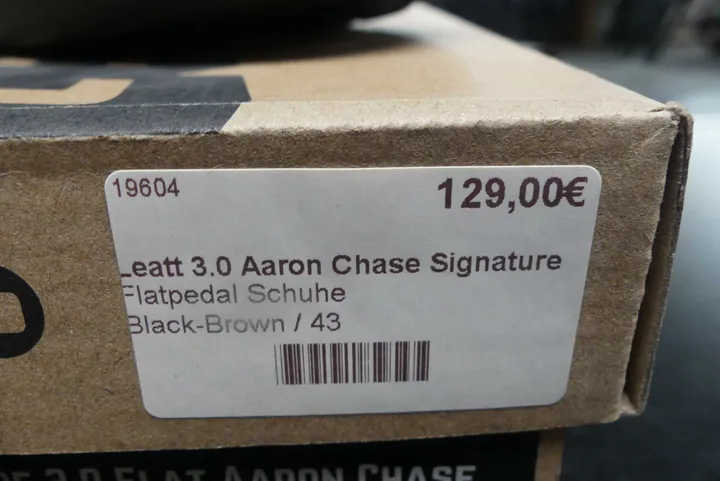 19604
129,00€
Leatt 3.0 Aaron Chase Signature
Flatpedal Schuhe
Black-Brown / 43
3.0 FLAT AARON CHASE